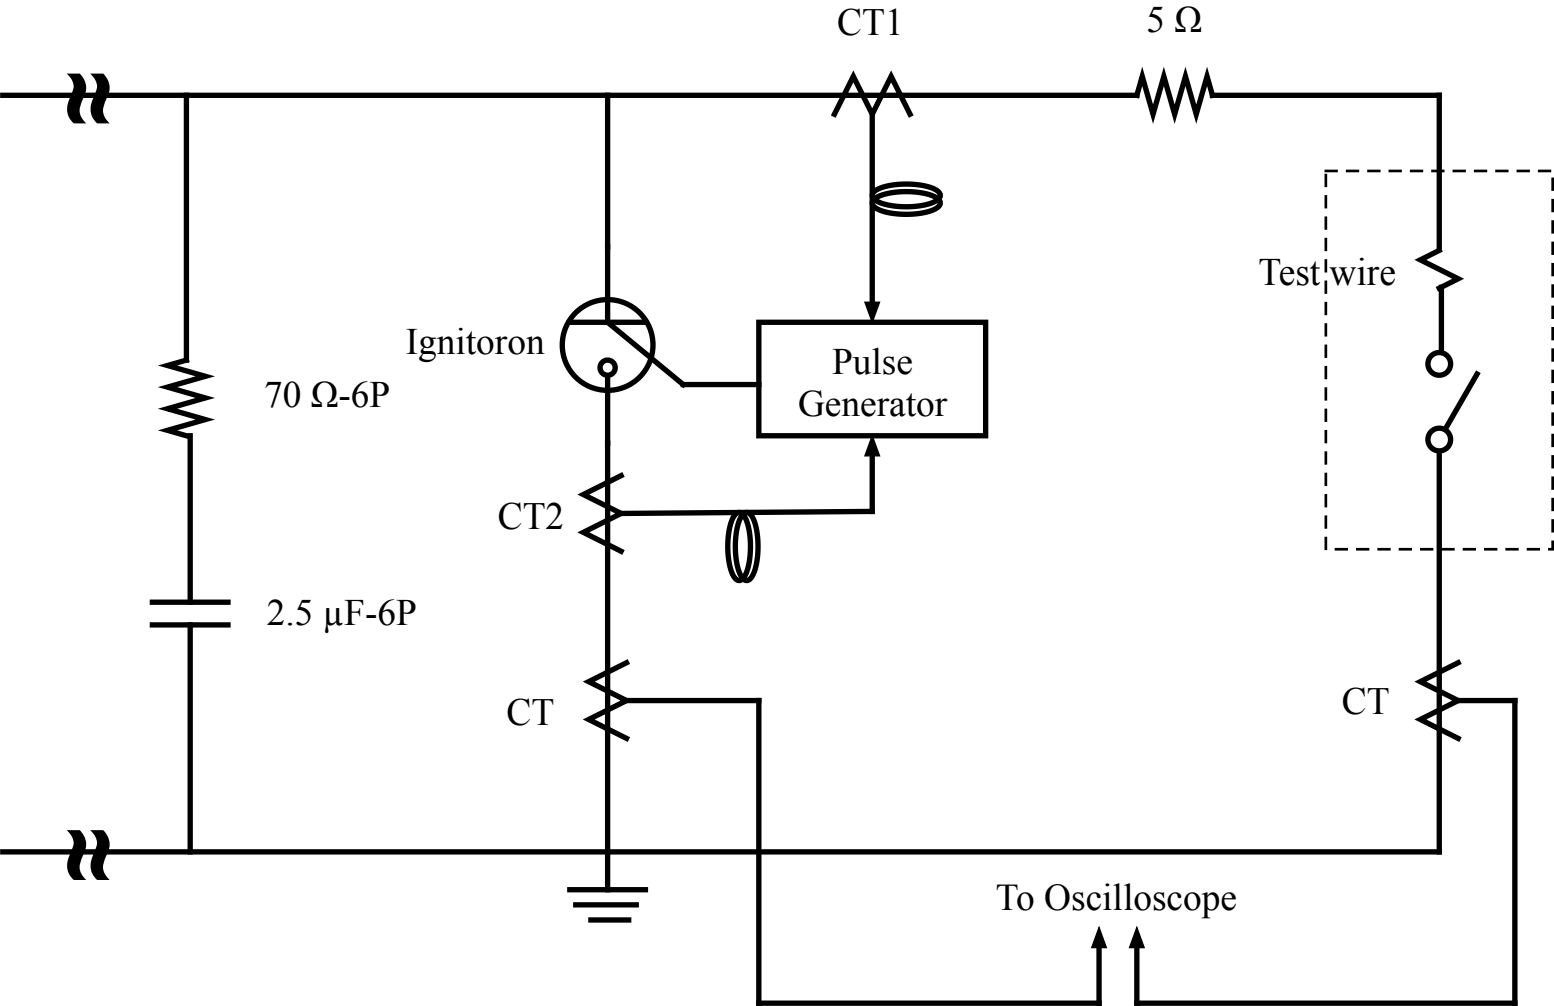 CT1
5 Ω
Test wire
Ignitoron
Pulse
Generator
70 Ω-6P
CT2
2.5 µF-6P
CT
CT
To Oscilloscope